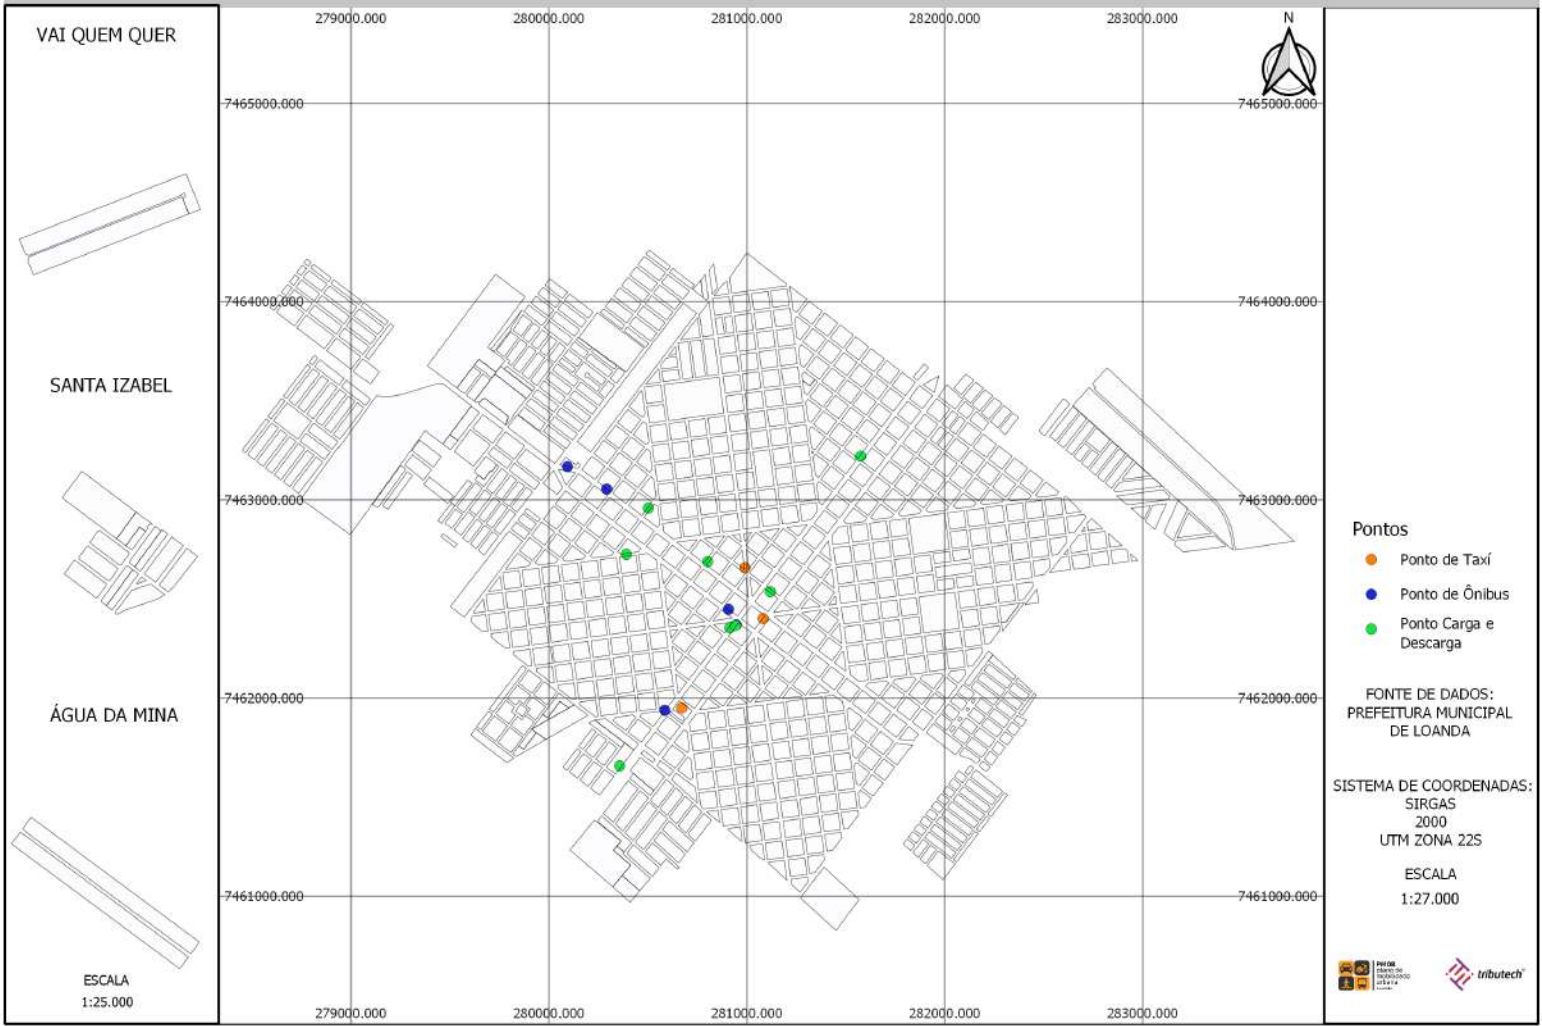 VAI QUEM QUER
SANTA IZABEL
ÁGUA DA MINA
ESCALA
1:25.000
279000.000 280000.000 281000.000 282000.000 283000.000
N
7465000.000 7465000.000
7464000.000 7464000.000
7463000.000 7463000.000
7462000.000 7462000.000
7461000.000 7461000.000
279000.000 280000.000 281000.000 282000.000 283000.000
Pontos
Ponto de Taxí
Ponto de Ônibus
Ponto Carga e
Descarga
FONTE DE DADOS:
PREFEITURA MUNICIPAL
DE LOANDA
SISTEMA DE COORDENADAS:
SIRGAS
2000
UTM ZONA 22S
ESCALA
1:27.000
plano de
mobilidade
urbana
tributech